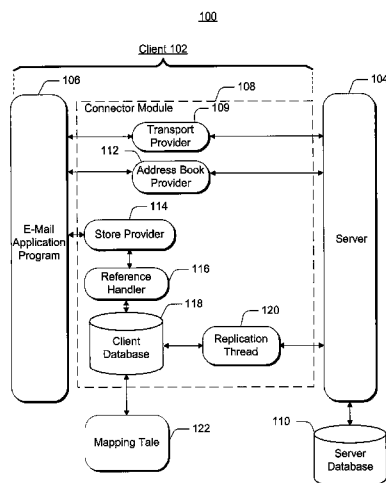 100
Client 102
106
108
104
Connector Module
109
Transport
Provider
112
Address Book
Provider
114
E-Mail
Application
Program
Store Provider
Server
116
Reference
Handler
118
120
Client
Database
Replication
Thread
Mapping Tale
122
110
Server
Database